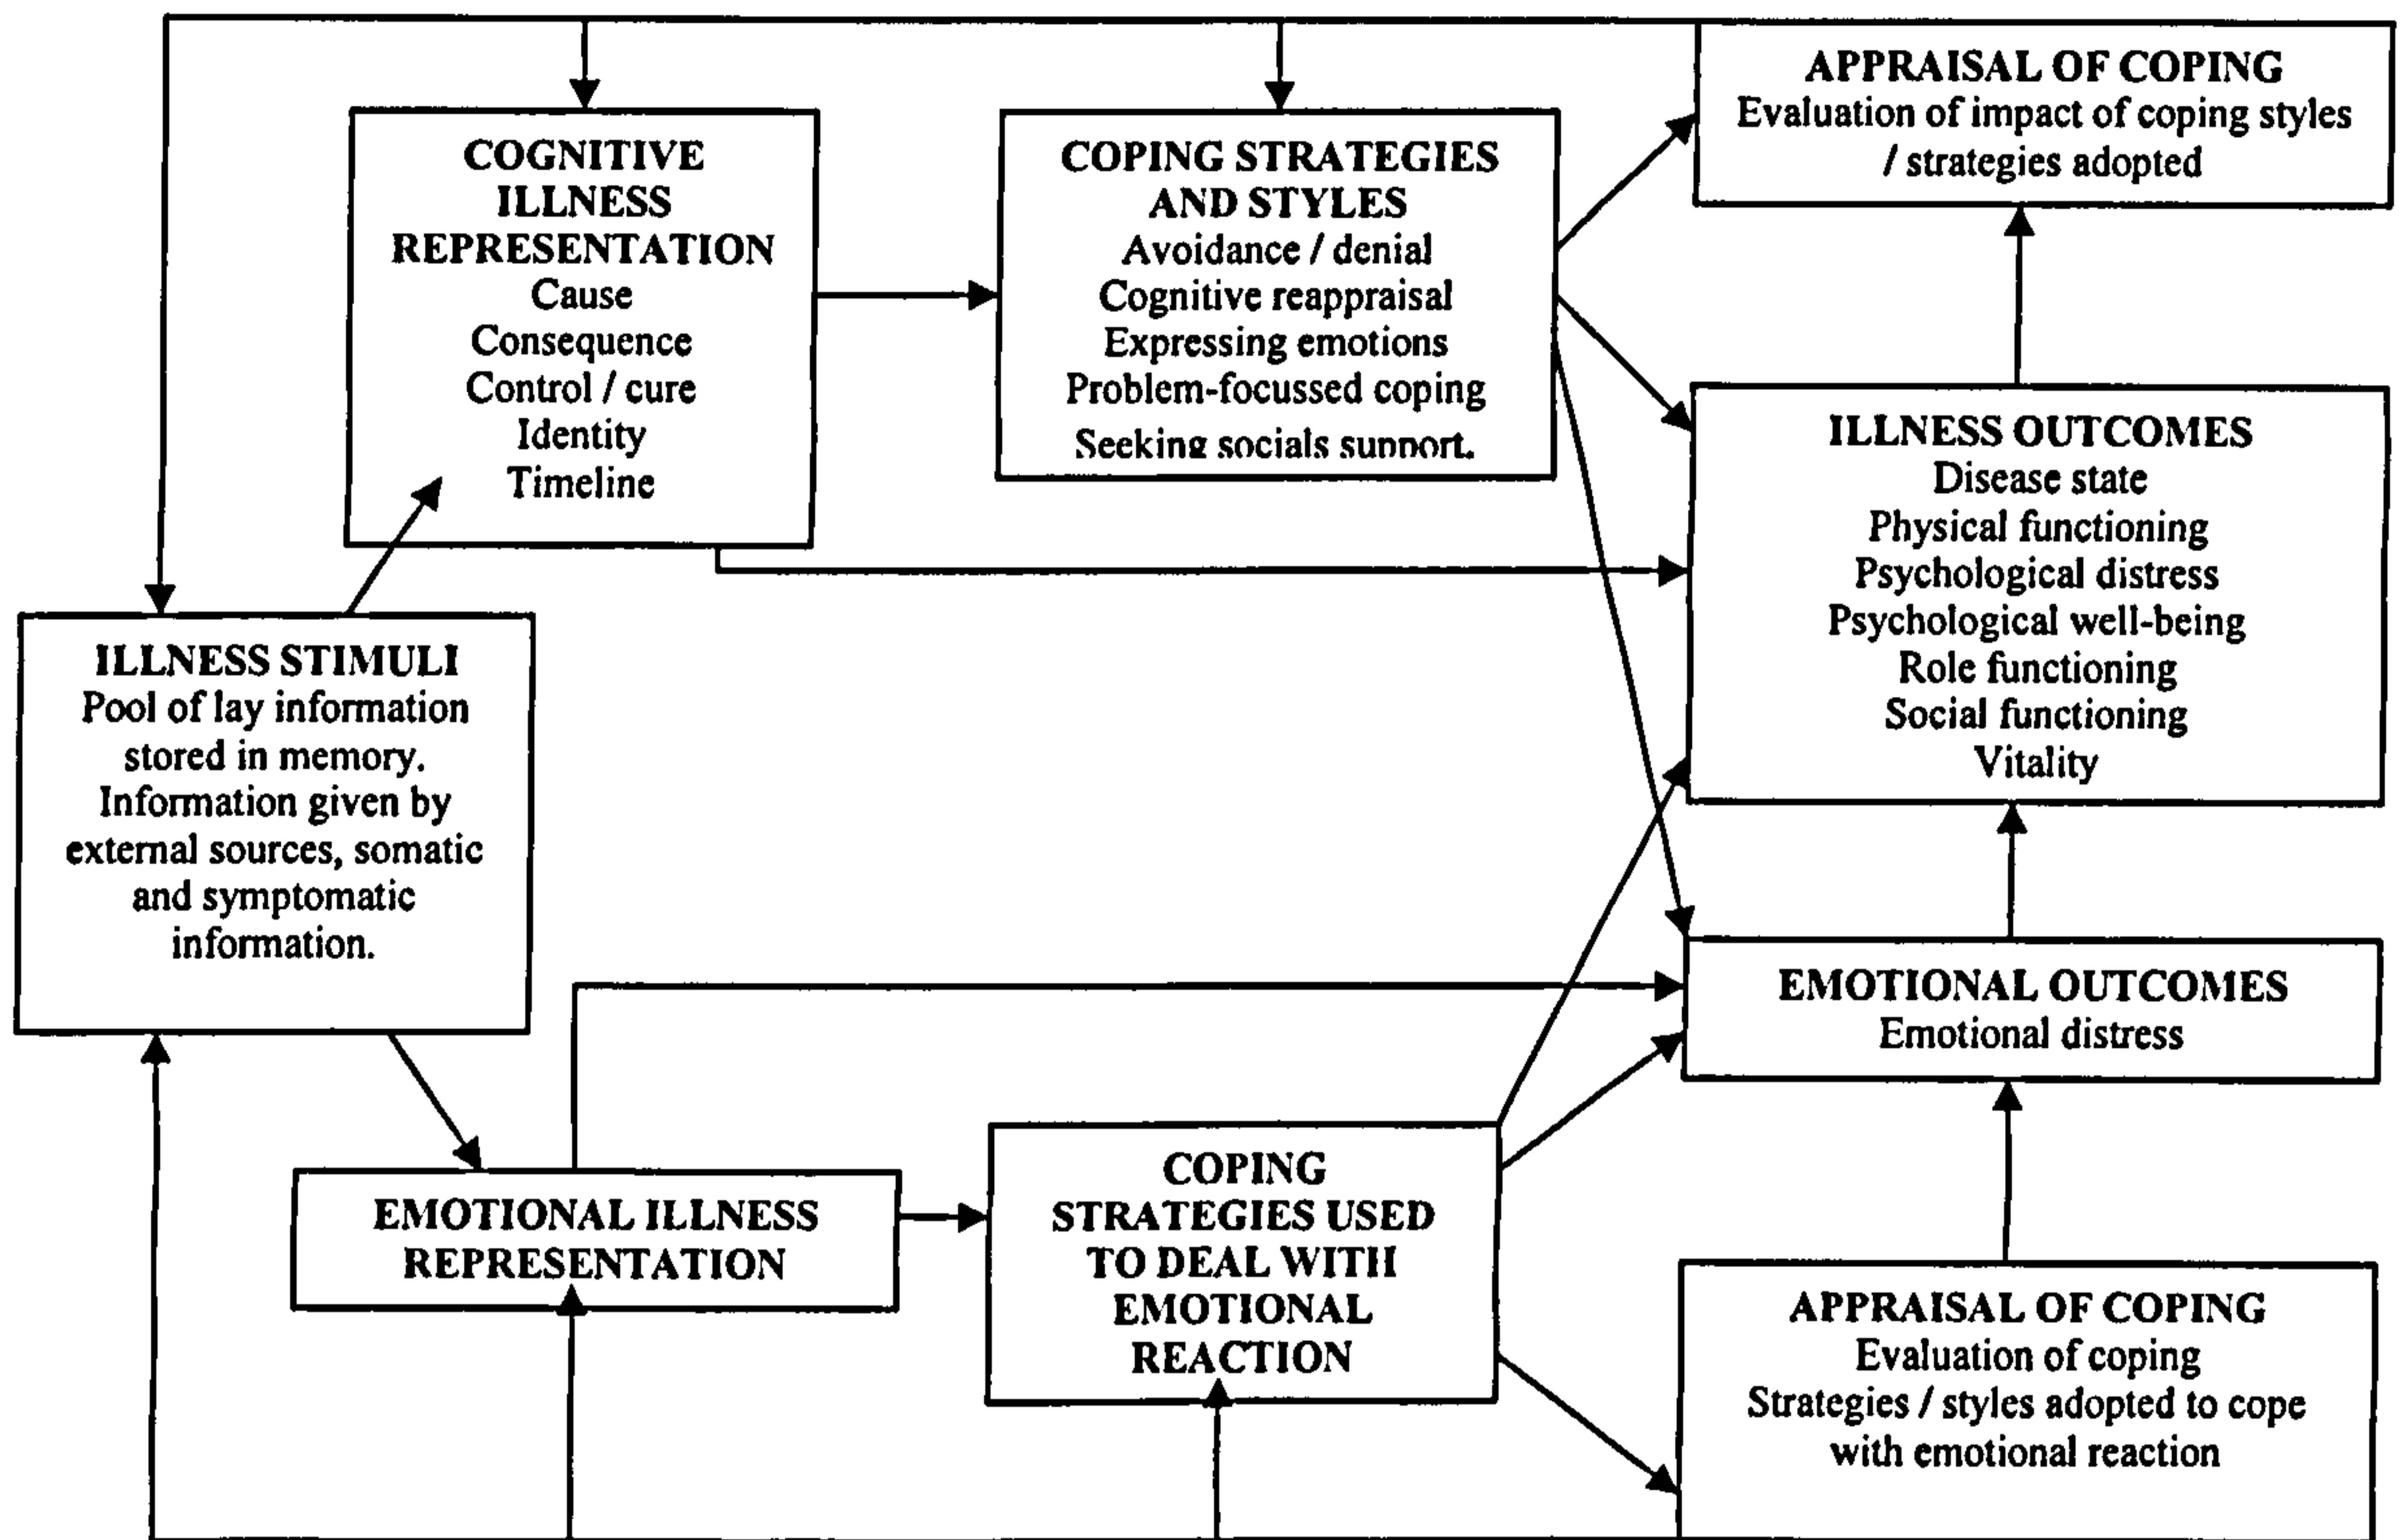 APPRAISAL OF COPING
Evaluation of impact of coping styles
/ strategies adopted
COGNITIVE
ILLNESS
REPRESENTATION
Cause
Consequence
Control / cure
Identity
Timeline
COPING STRATEGIES
AND STYLES
Avoidance / denial
Cognitive reappraisal
Expressing emotions
Problem-focussed coping
Seeking socials support.
ILLNESS OUTCOMES
Disease state
Physical functioning
Psychological distress
Psychological well-being
Role functioning
Social functioning
Vitality
ILLNESS STIMULI
Pool of lay information
stored in memory.
Information given by
external sources, somatic
and symptomatic
information.
EMOTIONAL OUTCOMES
Emotional distress
EMOTIONAL ILLNESS
REPRESENTATION
COPING
STRATEGIES USED
TO DEAL WITH
EMOTIONAL
REACTION
APPRAISAL OF COPING
Evaluation of coping
Strategies / styles adopted to cope
with emotional reaction